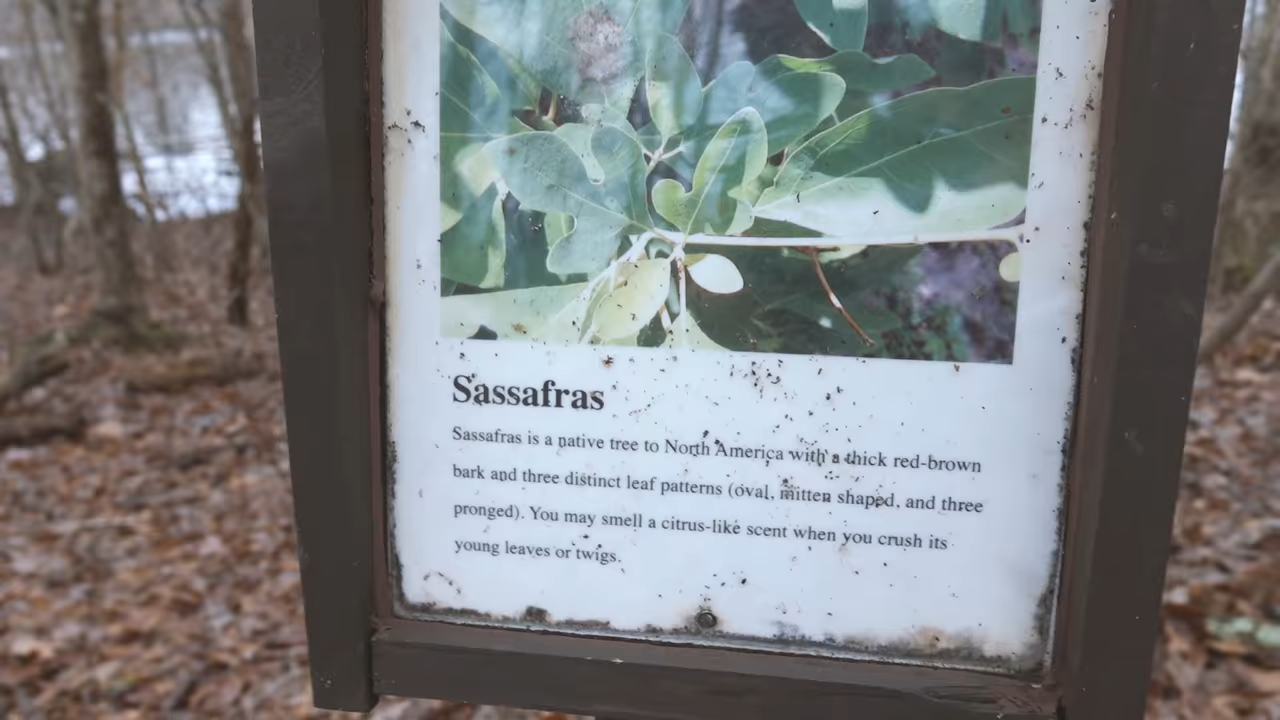 Sassafras
Sassafras is a native tree to North America with a thick red-brown
bark and three distinct leaf patterns (oval, mitten shaped, and three
pronged). You may smell a citrus-like scent when you crush its
young leaves or twigs.